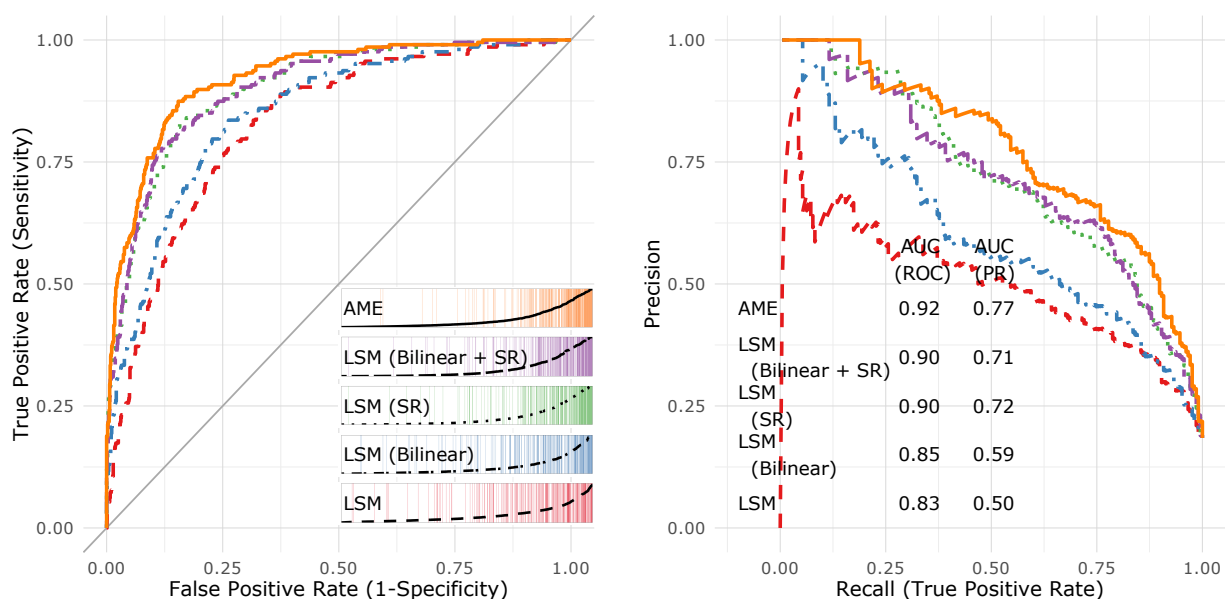 1.00
0.75
0.50
0.25
0.00
True Positive Rate (Sensitivity)
AME
LSM (Bilinear + SR)
LSM (SR)
LSM (Bilinear)
LSM
0.00
0.25
0.50
0.75
1.00
False Positive Rate (1-Specificity)
1.00
0.75
0.50
0.25
0.00
Precision
AUC
(ROC)
AUC
(PR)
AME
0.92
0.77
LSM
(Bilinear + SR)
0.90
0.71
LSM
(SR)
0.90
0.72
LSM
(Bilinear)
0.85
0.59
LSM
0.83
0.50
0.00
0.25
0.50
0.75
1.00
Recall (True Positive Rate)